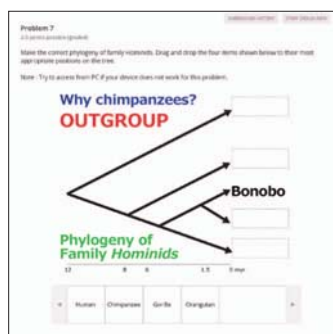 Problem 7
Make the correct phylogeny of family Hominids. Drag and drop the four items shown below to their most
appropriate positions on the tree.
Note : Try to access from PC if your device does not work for this problem.
Why chimpanzees?
OUTGROUP
Bonobo
Phylogeny of
Family Hominids
12 8 6 1.5 0 myr
Human Chimpanzee Gorilla Orangutan